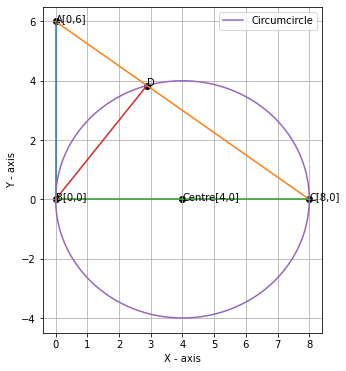 A[0,6]
Circumcircle
D
B[0,0]
Centre[4,0]
C[8,0]
6
4
2
0
−2
−4
Y - axis
0 1 2 3 4 5 6 7 8
X - axis